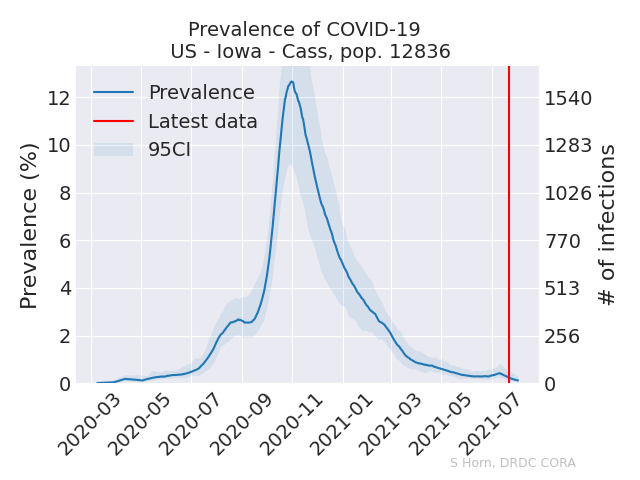 Prevalence of COVID-19
US - Iowa - Cass, pop. 12836
Prevalence
Latest data
95CI
Prevalence (%)
12
10
8
6
4
2
0
1540
1283
1026
770
513
256
0
# of infections
2020-03
2020-05
2020-07
2020-09
2020-11
2021-01
2021-03
2021-05
2021-07
S Horn, DRDC CORA